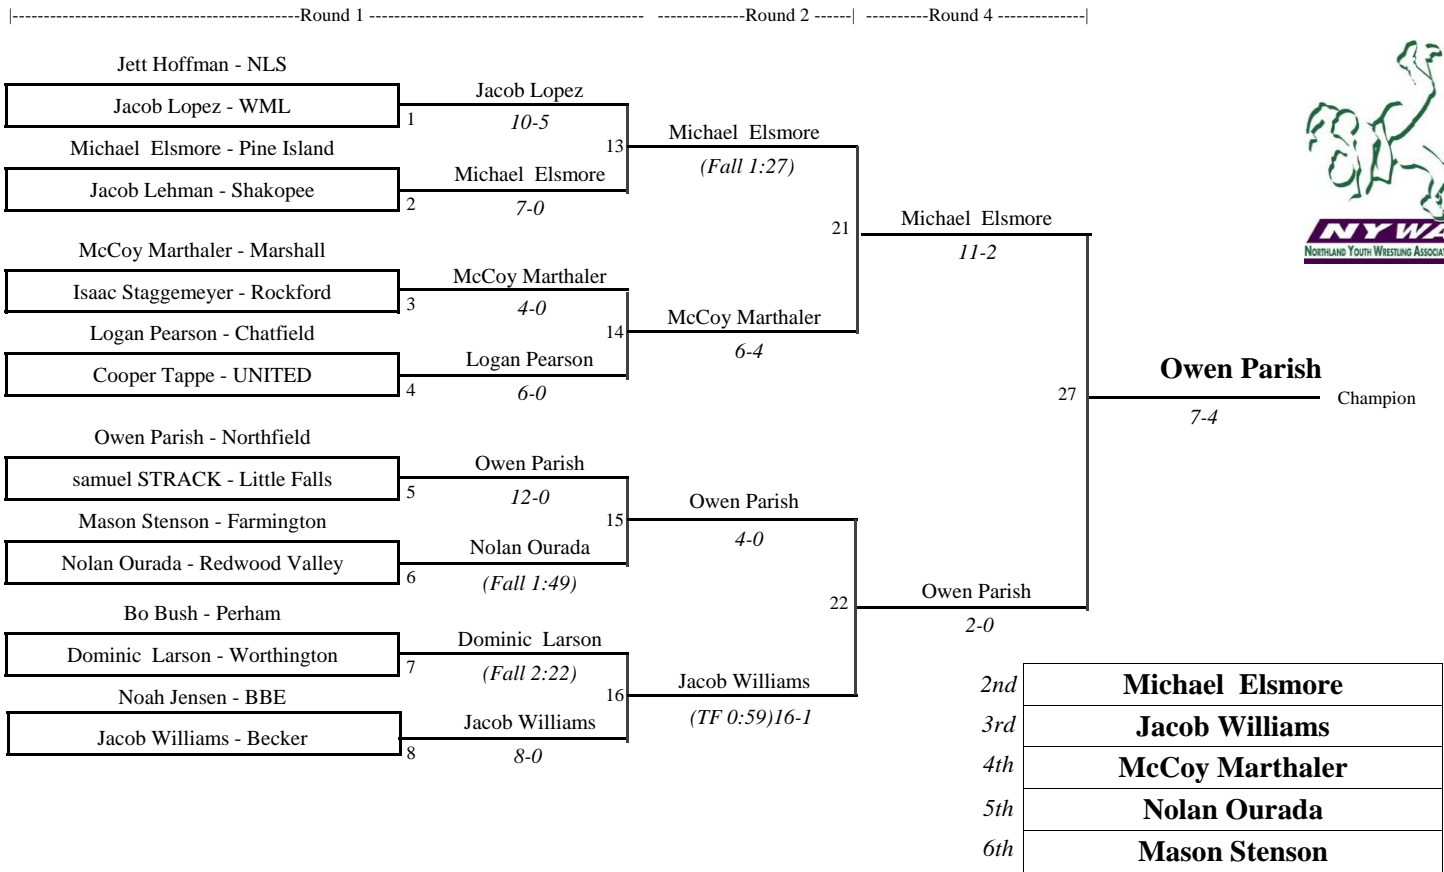 |-------------------------------------------Round 1 ----------------------------------------- --------------Round 2 ------| ----------Round 4 --------------|
Jett Hoffman - NLS
Jacob Lopez - WML
1
Michael  Elsmore - Pine Island
Jacob Lehman - Shakopee
2
McCoy Marthaler - Marshall
Isaac Staggemeyer - Rockford
3
Logan Pearson - Chatfield
Cooper Tappe - UNITED
4
Owen Parish - Northfield
samuel STRACK - Little Falls
5
Mason Stenson - Farmington
Nolan Ourada - Redwood Valley
6
Bo Bush - Perham
Dominic  Larson - Worthington
7
Noah Jensen - BBE
Jacob Williams - Becker
8
Jacob Lopez
10-5
13
Michael  Elsmore
7-0
McCoy Marthaler
4-0
14
Logan Pearson
6-0
Owen Parish
12-0
15
Nolan Ourada
(Fall 1:49)
Dominic  Larson
(Fall 2:22)
16
Jacob Williams
8-0
Michael  Elsmore
(Fall 1:27)
21
McCoy Marthaler
6-4
Owen Parish
4-0
22
Jacob Williams
(TF 0:59)16-1
Michael  Elsmore
11-2
27
Owen Parish
2-0
Owen Parish
Champion
7-4
NYWA
NORTHLAND YOUTH WRESTLING ASSOCIAT
2nd Michael  Elsmore
3rd Jacob Williams
4th McCoy Marthaler
5th Nolan Ourada
6th Mason Stenson